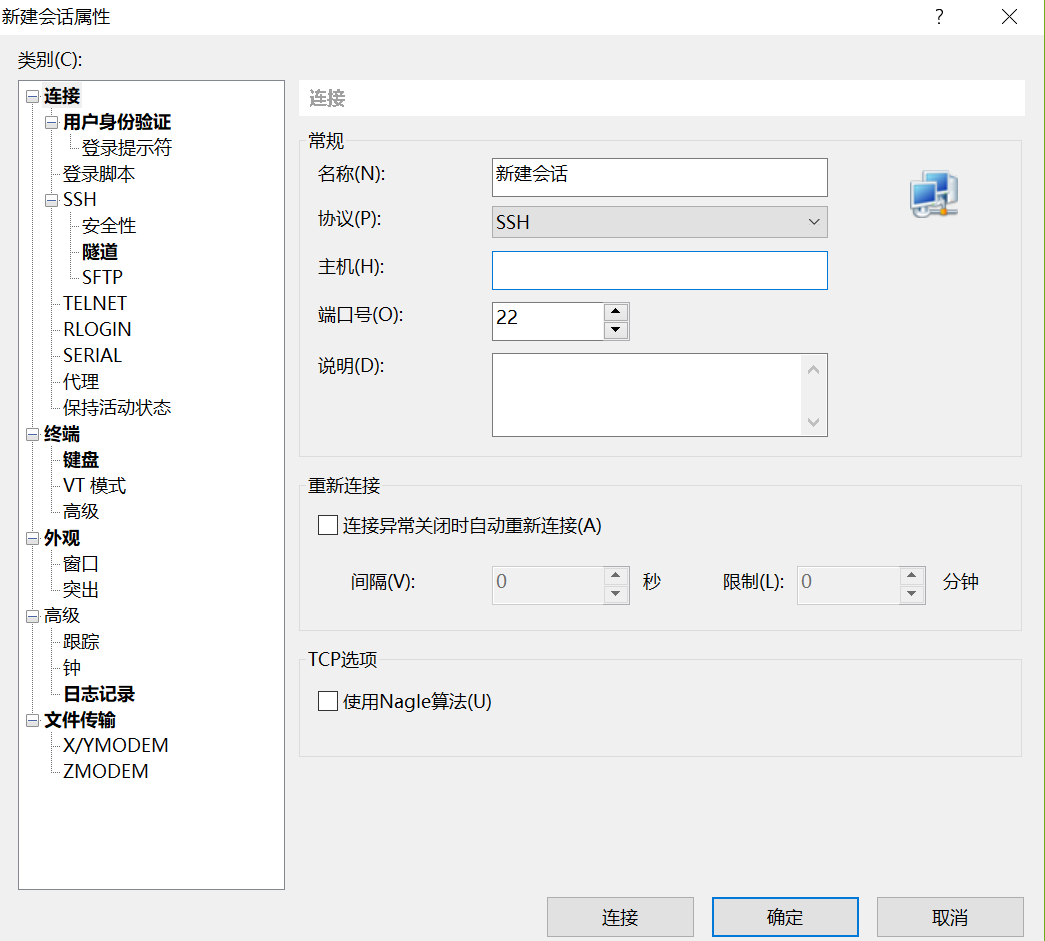 新建会话属性
?
类别(C):
连接
用户身份验证
登录提示符
登录脚本
SSH
安全性
隧道
SFTP
TELNET
RLOGIN
SERIAL
代理
保持活动状态
终端
键盘
VT 模式
高级
外观
窗口
突出
高级
跟踪
钟
日志记录
文件传输
X/YMODEM
ZMODEM
连接
常规
名称(N): 新建会话
协议(P): SSH
主机(H):
端口号(O): 22
说明(D):
重新连接
连接异常关闭时自动重新连接(A)
间隔(V): 0 秒 限制(L): 0 分钟
TCP选项
使用Nagle算法(U)
连接 确定 取消